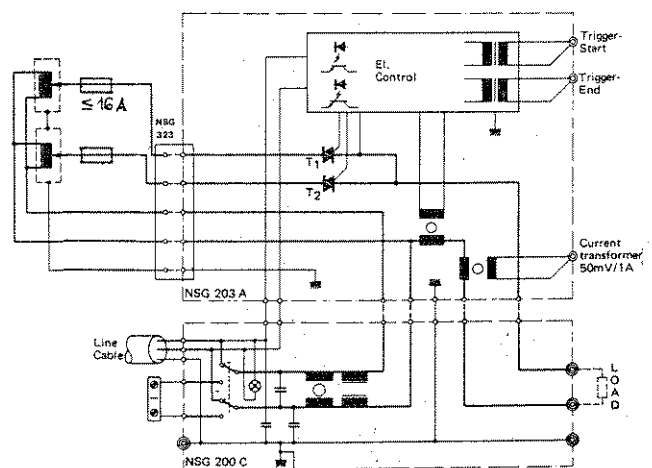 Trigger-
Start
El.
Control
Trigger-
End
≤ 16 A
NSG
323
T1
T2
Current
transformer
50mV/1A
NSG 203 A
Line
Cable
LOAD
NSG 200 C